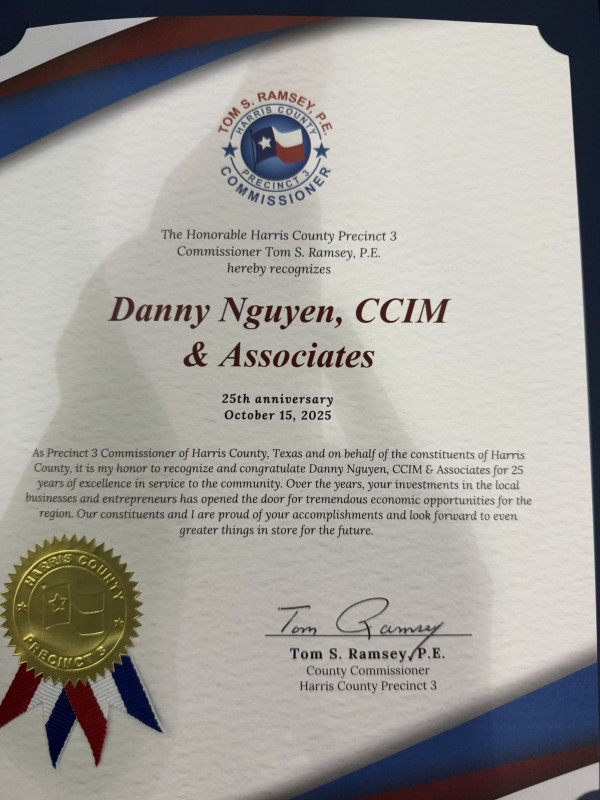 TOM S. RAMSEY, P.E.
HARRIS COUNTY
PRECINCT 3
COMMISSIONER
The Honorable Harris County Precinct 3
Commissioner Tom S. Ramsey, P.E.
hereby recognizes
Danny Nguyen, CCIM
& Associates
25th anniversary
October 15, 2025
As Precinct 3 Commissioner of Harris County, Texas and on behalf of the constituents of Harris
County, it is my honor to recognize and congratulate Danny Nguyen, CCIM & Associates for 25
years of excellence in service to the community. Over the years, your investments in the local
businesses and entrepreneurs has opened the door for tremendous economic opportunities for the
region. Our constituents and I are proud of your accomplishments and look forward to even
greater things in store for the future.
HARRIS COUNTY
PRECINCT 3
Tom Ramsey
Tom S. Ramsey, P.E.
County Commissioner
Harris County Precinct 3